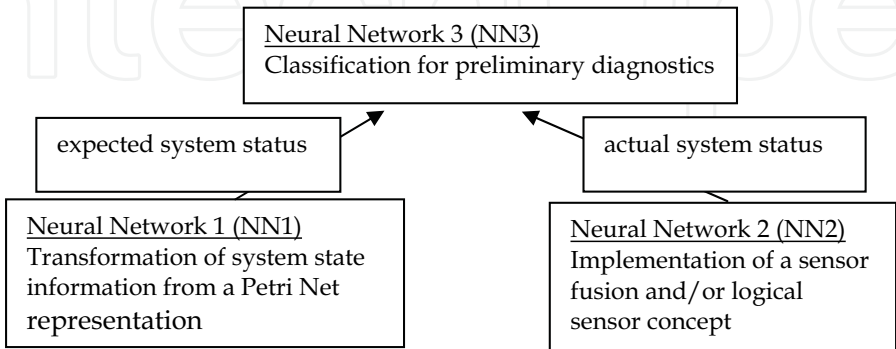 Neural Network 3 (NN3)
Classification for preliminary diagnostics
expected system status
actual system status
Neural Network 1 (NN1)
Transformation of system state
information from a Petri Net
representation
Neural Network 2 (NN2)
Implementation of a sensor
fusion and/or logical
sensor concept